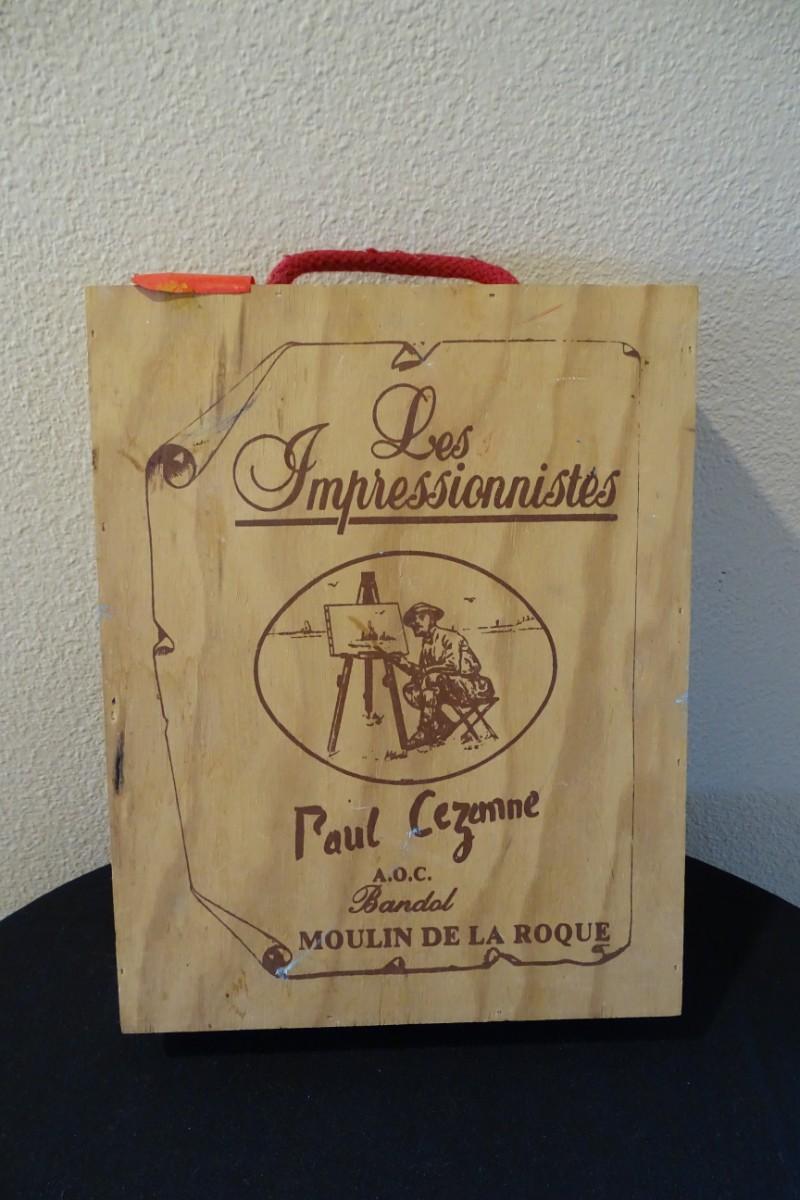 Les
Impressionnistes
Paul Cezanne
A.O.C.
Bandol
MOULIN DE LA ROQUE